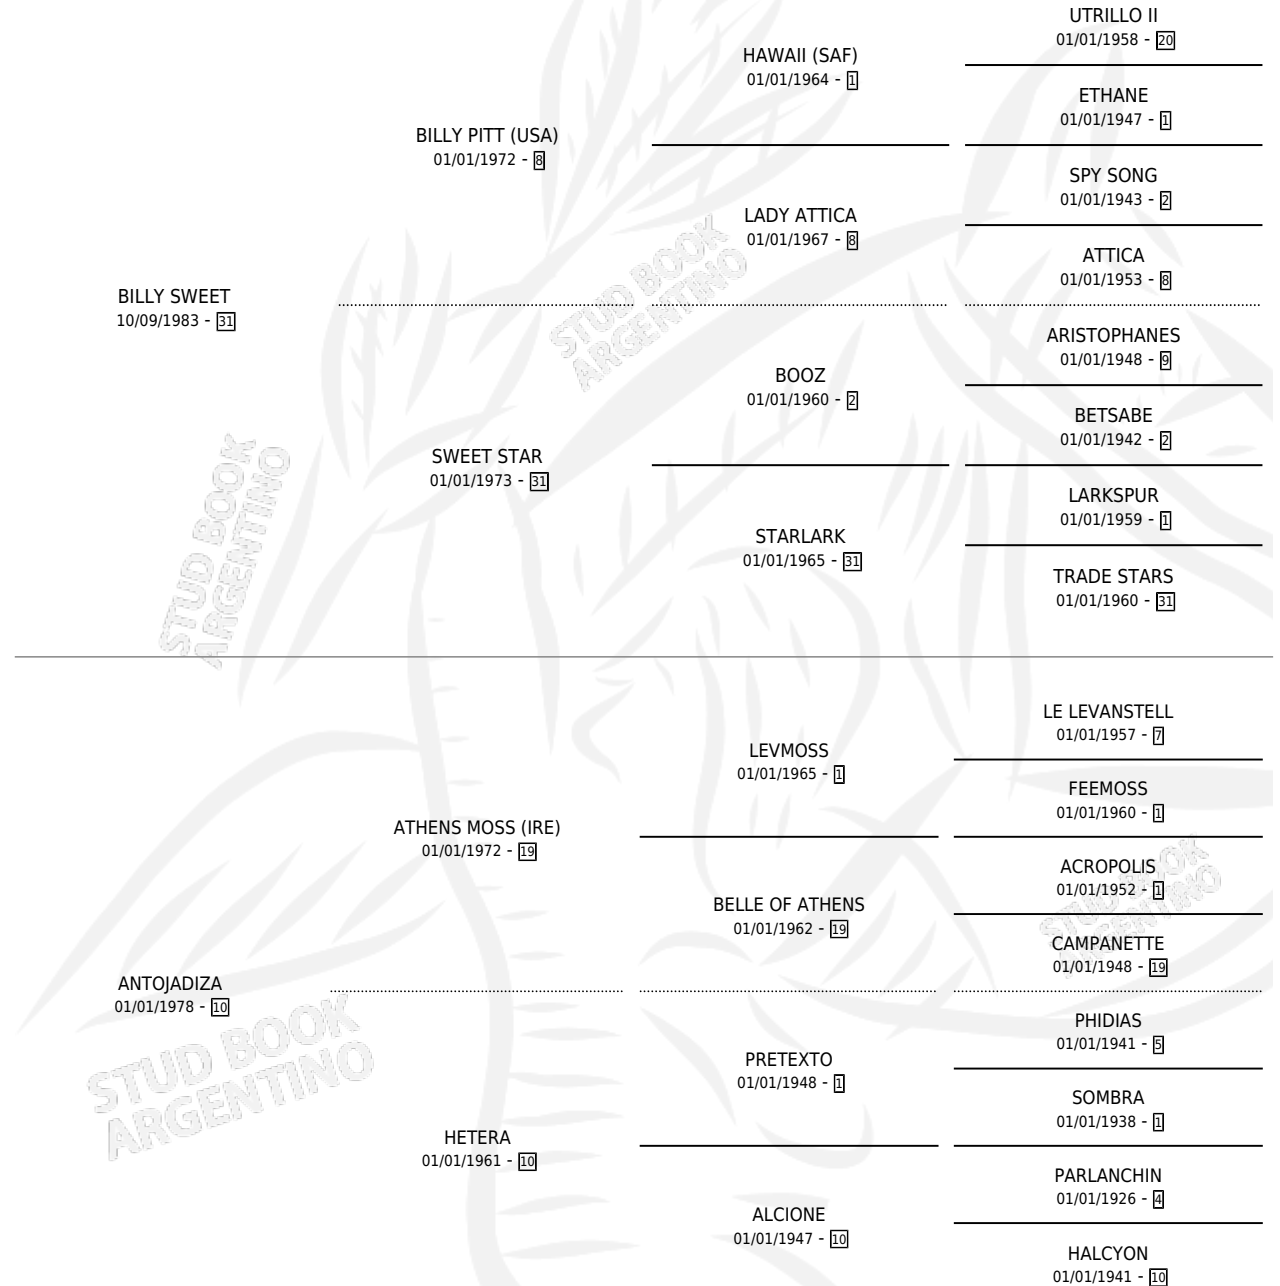 UTRILLO II
01/01/1958 - 20
HAWAII (SAF)
01/01/1964 - 1
ETHANE
01/01/1947 - 1
BILLY PITT (USA)
01/01/1972 - 8
SPY SONG
01/01/1943 - 2
LADY ATTICA
01/01/1967 - 8
ATTICA
01/01/1953 - 8
BILLY SWEET
10/09/1983 - 31
STUD BOOK
ARGENTINO
ARISTOPHANES
01/01/1948 - 9
BOOZ
01/01/1960 - 2
BETSABE
01/01/1942 - 2
SWEET STAR
01/01/1973 - 31
LARKSPUR
01/01/1959 - 1
STARLARK
01/01/1965 - 31
TRADE STARS
01/01/1960 - 31
STUD BOOK
ARGENTINO
LE LEVANSTELL
01/01/1957 - 7
LEVMOSS
01/01/1965 - 1
FEEMOSS
01/01/1960 - 1
ATHENS MOSS (IRE)
01/01/1972 - 19
ACROPOLIS
01/01/1952 - 1
BELLE OF ATHENS
01/01/1962 - 19
STUD BOOK
ARGENTINO
CAMPANETTE
01/01/1948 - 19
ANTOJADIZA
01/01/1978 - 10
PHIDIAS
01/01/1941 - 5
PRETEXTO
01/01/1948 - 1
STUD BOOK
ARGENTINO
SOMBRA
01/01/1938 - 1
HETERA
01/01/1961 - 10
PARLANCHIN
01/01/1926 - 4
ALCIONE
01/01/1947 - 10
HALCYON
01/01/1941 - 10